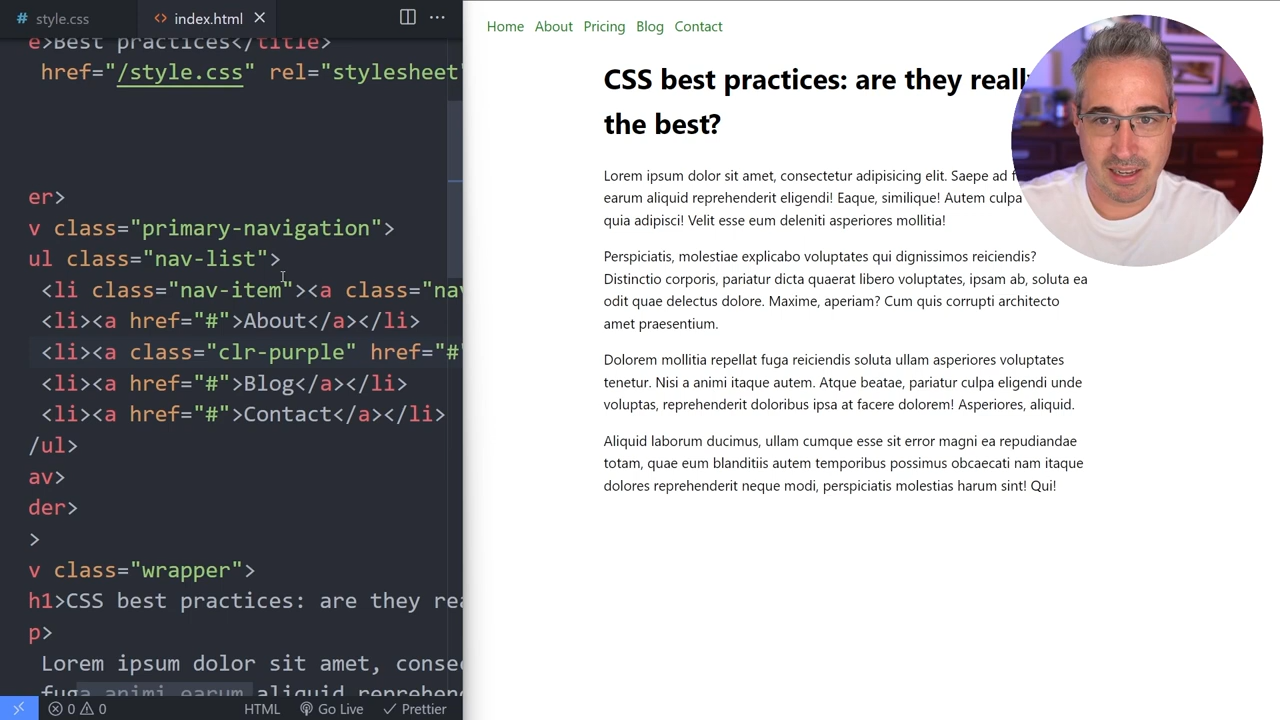 style.css
index.html
e>Best practices</title>
href="/style.css" rel="stylesheet"
er>
v class="primary-navigation">
ul class="nav-list">
<li class="nav-item"><a class="nav
<li><a href="#">About</a></li>
<li><a class="clr-purple" href="#"
<li><a href="#">Blog</a></li>
<li><a href="#">Contact</a></li>
/ul>
av>
der>
>
v class="wrapper">
h1>CSS best practices: are they rea
p>
Lorem ipsum dolor sit amet, consec
fuga animi earum aliquid reprehen
0 0
HTML
Go Live
Prettier
Home About Pricing Blog Contact
CSS best practices: are they really
the best?
Lorem ipsum dolor sit amet, consectetur adipisicing elit. Saepe ad
earum aliquid reprehenderit eligendi! Eaque, similique! Autem culpa
quia adipisci! Velit esse eum deleniti asperiores mollitia!
Perspiciatis, molestiae explicabo voluptates qui dignissimos reiciendis?
Distinctio corporis, pariatur dicta quaerat libero voluptates, ipsam ab, soluta ea
odit quae delectus dolore. Maxime, aperiam? Cum quis corrupti architecto
amet praesentium.
Dolorem mollitia repellat fuga reiciendis soluta ullam asperiores voluptates
tenetur. Nisi a animi itaque autem. Atque beatae, pariatur culpa eligendi unde
voluptas, reprehenderit doloribus ipsa at facere dolorem! Asperiores, aliquid.
Aliquid laborum ducimus, ullam cumque esse sit error magni ea repudiandae
totam, quae eum blanditiis autem temporibus possimus obcaecati nam itaque
dolores reprehenderit neque modi, perspiciatis molestias harum sint! Qui!